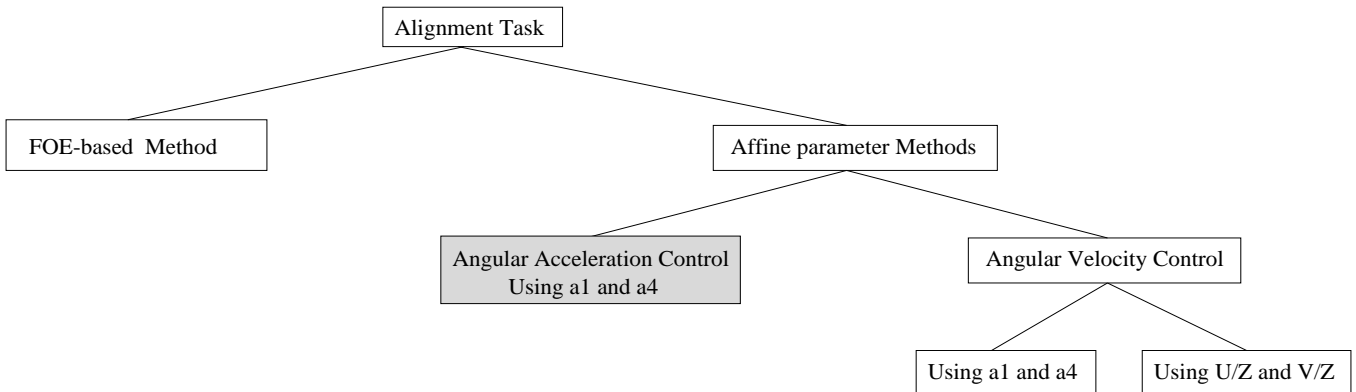 Alignment Task
FOE-based Method
Affine parameter Methods
Angular Acceleration Control
Using a1 and a4
Angular Velocity Control
Using a1 and a4
Using U/Z and V/Z